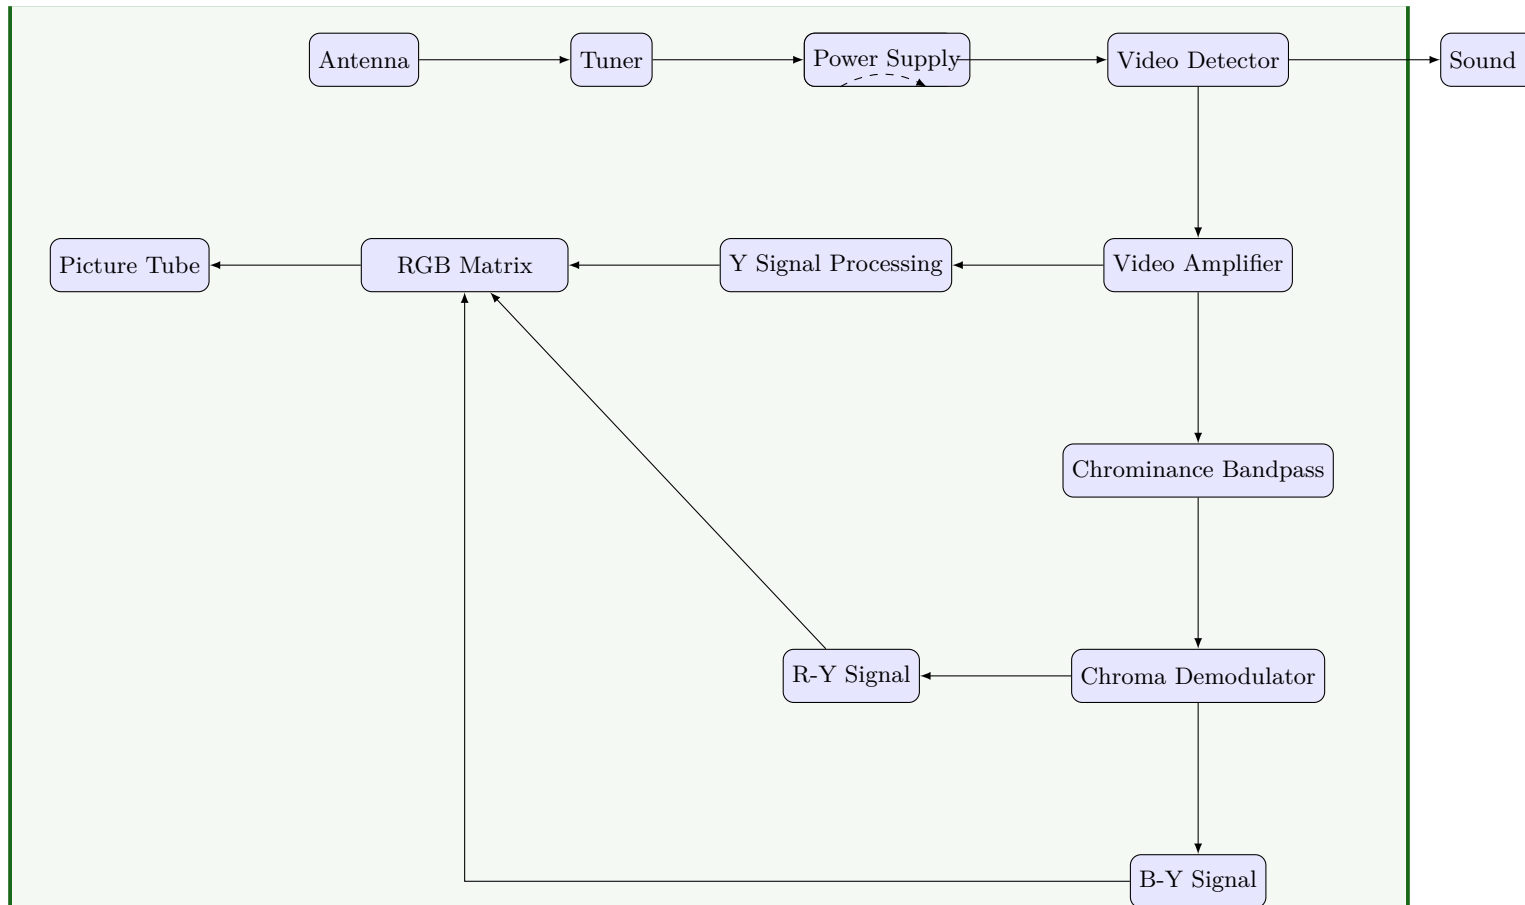 Antenna
Tuner
Power Supply
Video Detector
Sound
Picture Tube
RGB Matrix
Y Signal Processing
Video Amplifier
Chrominance Bandpass
R-Y Signal
Chroma Demodulator
B-Y Signal